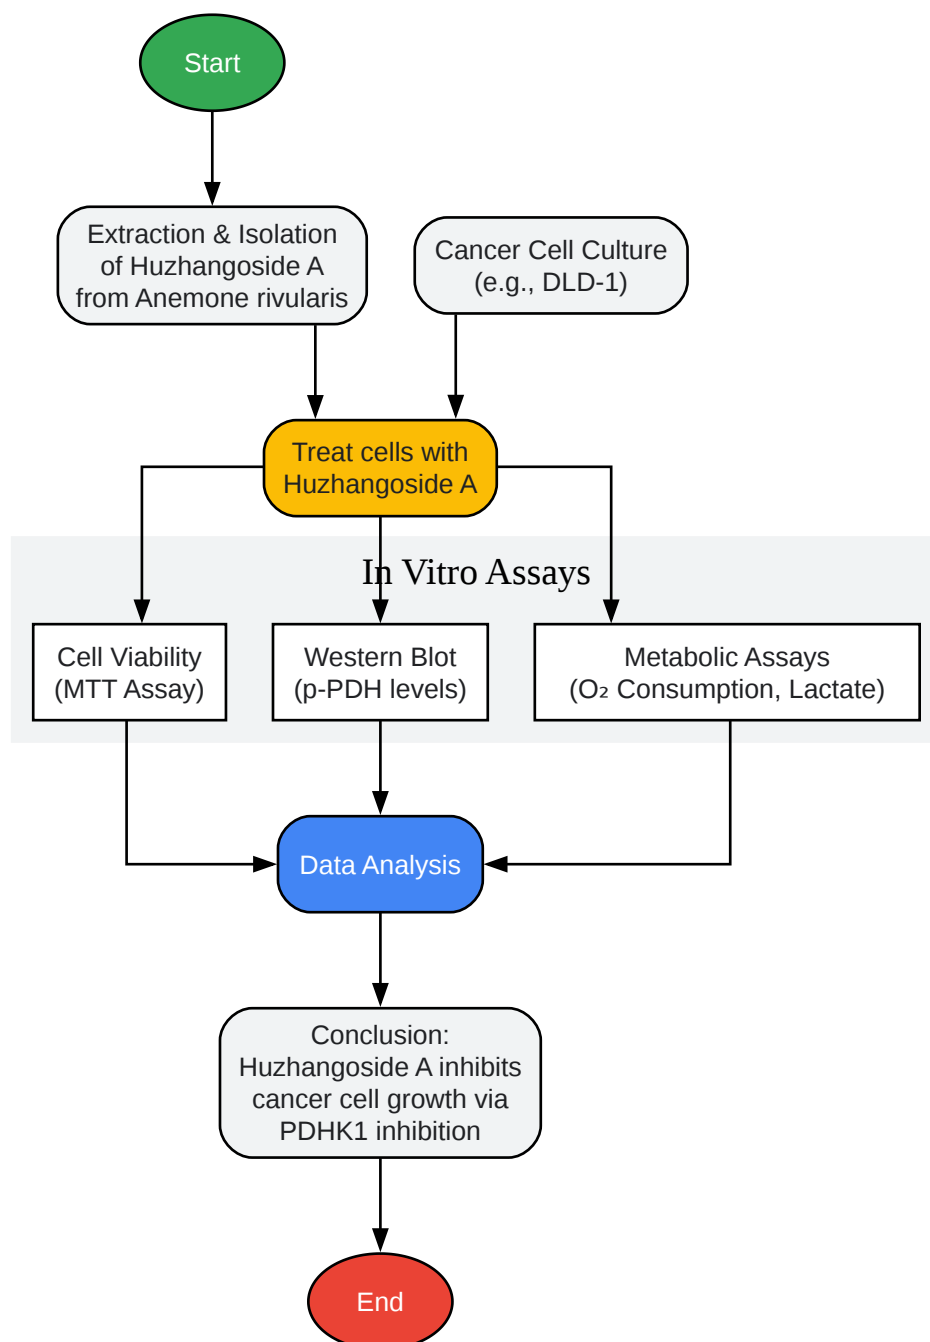 Start
Extraction & Isolation
of Huzhangoside A
from Anemone rivularis
Cancer Cell Culture
(e.g., DLD-1)
Treat cells with
Huzhangoside A
In Vitro Assays
Cell Viability
(MTT Assay)
Western Blot
(p-PDH levels)
Metabolic Assays
(O₂ Consumption, Lactate)
Data Analysis
Conclusion:
Huzhangoside A inhibits
cancer cell growth via
PDHK1 inhibition
End